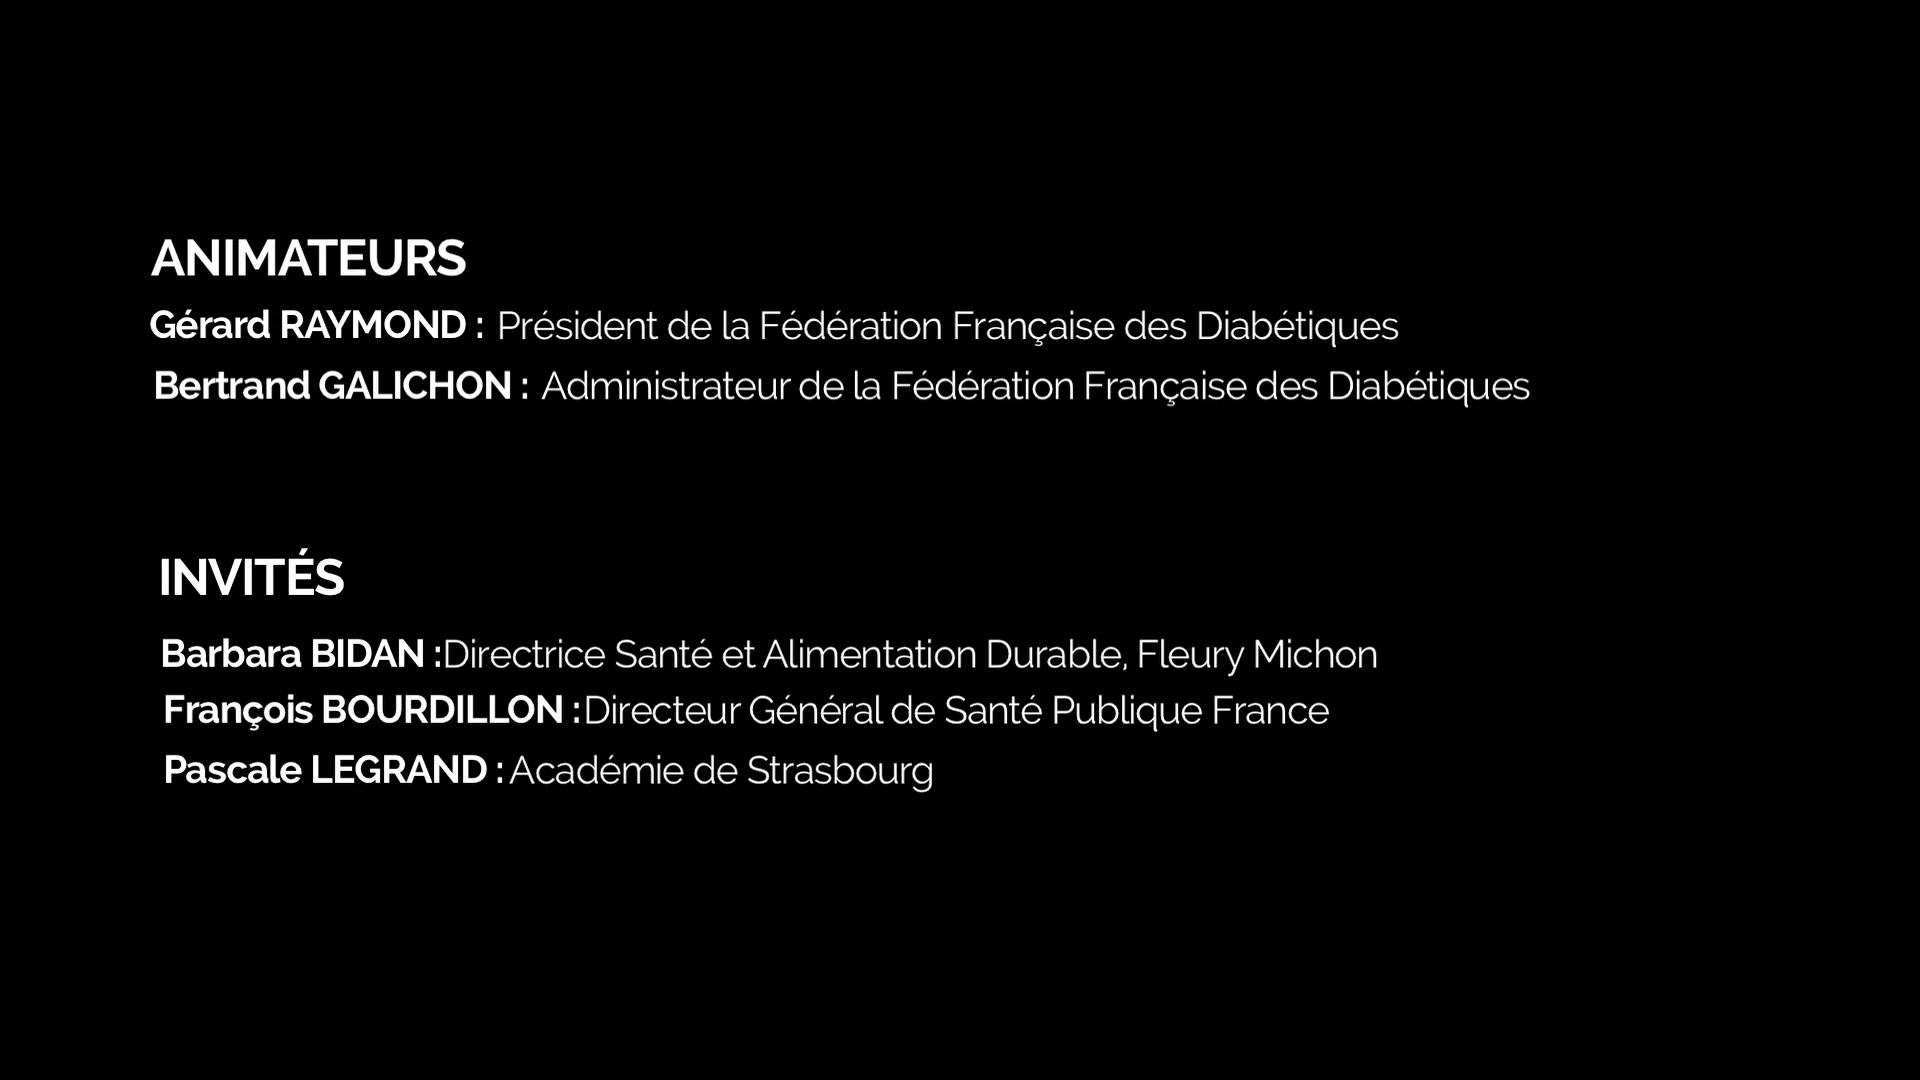 ANIMATEURS
Gérard RAYMOND : Président de la Fédération Française des Diabétiques
Bertrand GALICHON : Administrateur de la Fédération Française des Diabétiques
INVITÉS
Barbara BIDAN :Directrice Santé et Alimentation Durable, Fleury Michon
François BOURDILLON :Directeur Général de Santé Publique France
Pascale LEGRAND :Académie de Strasbourg